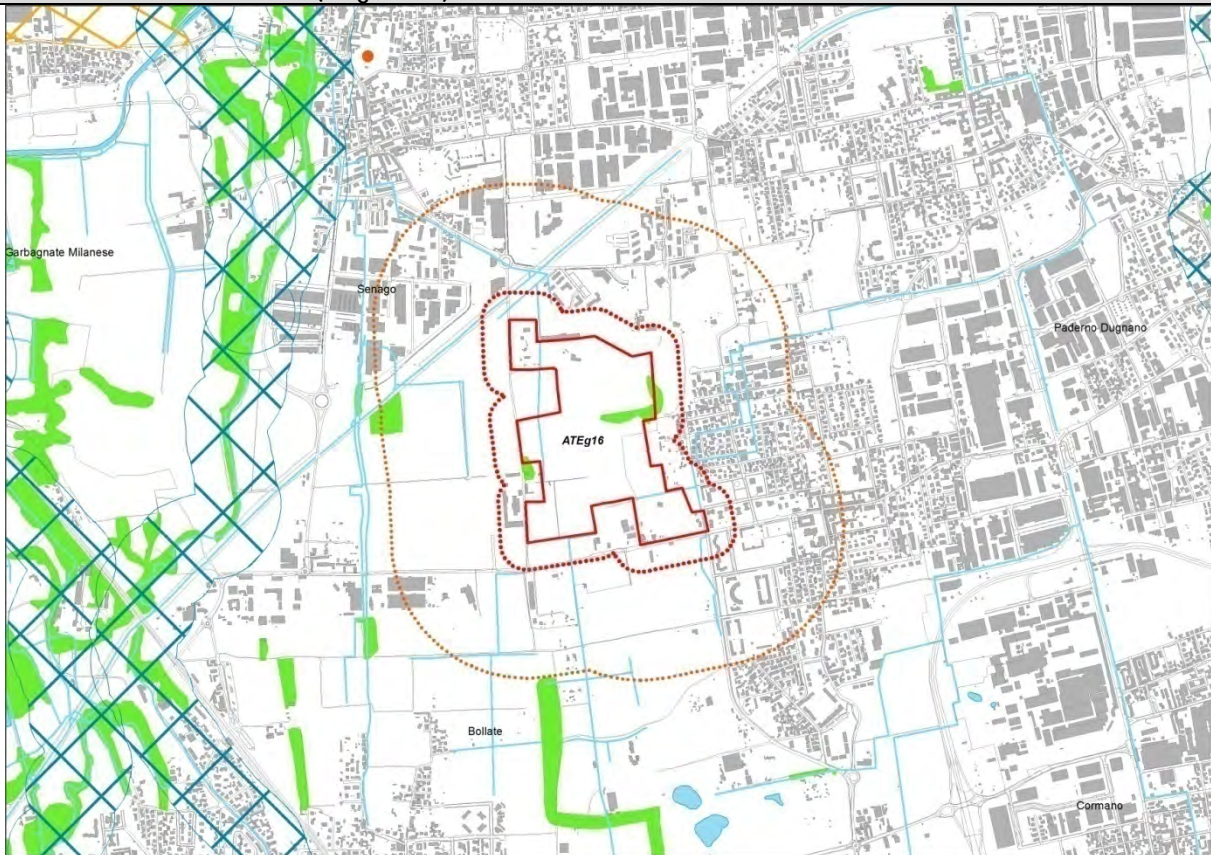 Garbagnate Milanese
Senago
Paderno Dugnano
ATEg16
Bollate
Cormano